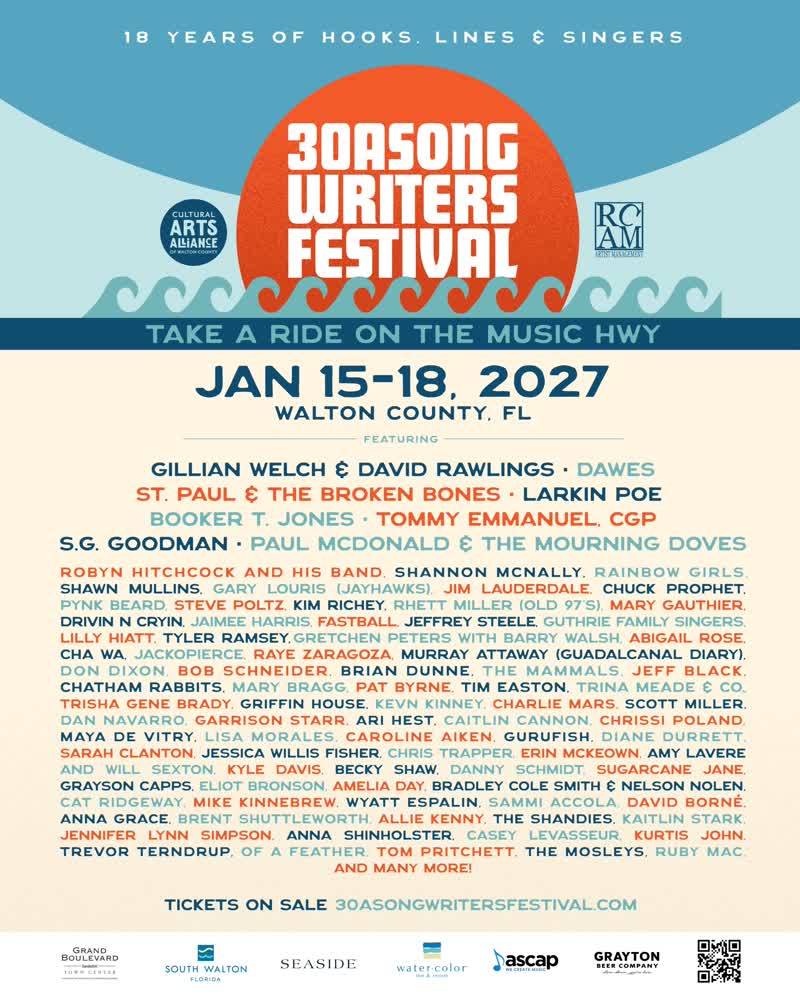 18 YEARS OF HOOKS, LINES & SINGERS
30ASONG
WRITERS
FESTIVAL
CULTURAL
ARTS
ALLIANCE
OF WALTON COUNTY
RC
AM
ARTIST MANAGEMENT
TAKE A RIDE ON THE MUSIC HWY
JAN 15-18, 2027
WALTON COUNTY, FL
FEATURING
GILLIAN WELCH & DAVID RAWLINGS • DAWES
ST. PAUL & THE BROKEN BONES • LARKIN POE
BOOKER T. JONES • TOMMY EMMANUEL, CGP
S.G. GOODMAN • PAUL MCDONALD & THE MOURNING DOVES
ROBYN HITCHCOCK AND HIS BAND, SHANNON MCNALLY, RAINBOW GIRLS,
SHAWN MULLINS, GARY LOURIS (JAYHAWKS), JIM LAUDERDALE, CHUCK PROPHET,
PYNK BEARD, STEVE POLTZ, KIM RICHEY, RHETT MILLER (OLD 97'S), MARY GAUTHIER,
DRIVIN N CRYIN, JAIMEE HARRIS, FASTBALL, JEFFREY STEELE, GUTHRIE FAMILY SINGERS,
LILLY HIATT, TYLER RAMSEY, GRETCHEN PETERS WITH BARRY WALSH, ABIGAIL ROSE,
CHA WA, JACKOPIERCE, RAYE ZARAGOZA, MURRAY ATTAWAY (GUADALCANAL DIARY),
DON DIXON, BOB SCHNEIDER, BRIAN DUNNE, THE MAMMALS, JEFF BLACK,
CHATHAM RABBITS, MARY BRAGG, PAT BYRNE, TIM EASTON, TRINA MEADE & CO,
TRISHA GENE BRADY, GRIFFIN HOUSE, KEVN KINNEY, CHARLIE MARS, SCOTT MILLER,
DAN NAVARRO, GARRISON STARR, ARI HEST, CAITLIN CANNON, CHRISSI POLAND,
MAYA DE VITRY, LISA MORALES, CAROLINE AIKEN, GURUFISH, DIANE DURRETT,
SARAH CLANTON, JESSICA WILLIS FISHER, CHRIS TRAPPER, ERIN MCKEOWN, AMY LAVERE
AND WILL SEXTON, KYLE DAVIS, BECKY SHAW, DANNY SCHMIDT, SUGARCANE JANE,
GRAYSON CAPPS, ELIOT BRONSON, AMELIA DAY, BRADLEY COLE SMITH & NELSON NOLEN,
CAT RIDGEWAY, MIKE KINNEBREW, WYATT ESPALIN, SAMMI ACCOLA, DAVID BORNÉ,
ANNA GRACE, BRENT SHUTTLEWORTH, ALLIE KENNY, THE SHANDIES, KAITLIN STARK,
JENNIFER LYNN SIMPSON, ANNA SHINHOLSTER, CASEY LEVASSEUR, KURTIS JOHN,
TREVOR TERNDRUP, OF A FEATHER, TOM PRITCHETT, THE MOSLEYS, RUBY MAC,
AND MANY MORE!
TICKETS ON SALE 30ASONGWRITERSFESTIVAL.COM
GRAND
BOULEVARD
TOWN CENTER
SOUTH WALTON
FLORIDA
SEASIDE
water·color
inn & resort
ascap
WE CREATE MUSIC
GRAYTON
BEER COMPANY